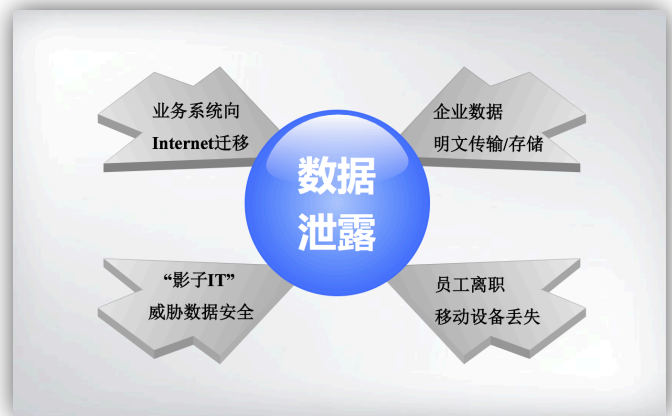 业务系统向
Internet迁移
企业数据
明文传输/存储
数据
泄露
“影子IT”
威胁数据安全
员工离职
移动设备丢失